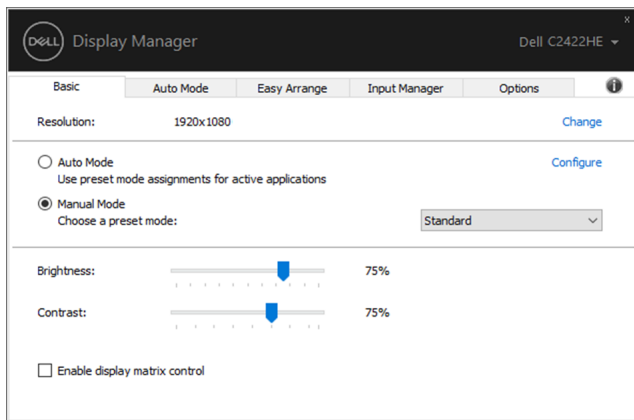 x
DELL Display Manager Dell C2422HE
Basic Auto Mode Easy Arrange Input Manager Options i
Resolution: 1920x1080 Change
Auto Mode Configure
Use preset mode assignments for active applications
Manual Mode
Choose a preset mode: Standard
Brightness: 75%
Contrast: 75%
Enable display matrix control